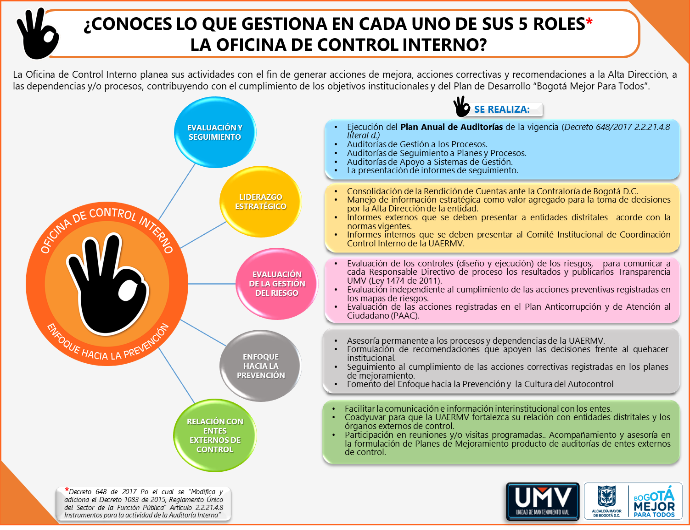 ¿CONOCES LO QUE GESTIONA EN CADA UNO DE SUS 5 ROLES*
LA OFICINA DE CONTROL INTERNO?
La Oficina de Control Interno planea sus actividades con el fin de generar acciones de mejora, acciones correctivas y recomendaciones a la Alta Dirección, a
las dependencias y/o procesos, contribuyendo con el cumplimiento de los objetivos institucionales y del Plan de Desarrollo "Bogotá Mejor Para Todos".
SE REALIZA:
OFICINA DE CONTROL INTERNO
ENFOQUE HACIA LA PREVENCIÓN
EVALUACIÓN Y
SEGUIMIENTO
• Ejecución del Plan Anual de Auditorías de la vigencia (Decreto 648/2017 2.2.21.4.8
literal d.)
• Auditorías de Gestión a los Procesos.
• Auditorías de Seguimiento a Planes y Procesos.
• Auditorías de Apoyo a Sistemas de Gestión.
• La presentación de informes de seguimiento.
LIDERAZGO
ESTRATÉGICO
• Consolidación de la Rendición de Cuentas ante la Contraloría de Bogotá D.C.
• Manejo de información estratégica como valor agregado para la toma de decisiones
por la Alta Dirección de la entidad.
• Informes externos que se deben presentar a entidades distritales acorde con la
normas vigentes.
• Informes internos que se deben presentar al Comité Institucional de Coordinación
Control Interno de la UAERMV.
EVALUACIÓN
DE LA GESTIÓN
DEL RIESGO
• Evaluación de los controles (diseño y ejecución) de los riesgos, para comunicar a
cada Responsable Directivo de proceso los resultados y publicarlos Transparencia
UMV (Ley 1474 de 2011).
• Evaluación independiente al cumplimiento de las acciones preventivas registradas en
los mapas de riesgos.
• Evaluación de las acciones registradas en el Plan Anticorrupción y de Atención al
Ciudadano (PAAC).
ENFOQUE
HACIA LA
PREVENCIÓN
• Asesoría permanente a los procesos y dependencias de la UAERMV.
• Formulación de recomendaciones que apoyen las decisiones frente al quehacer
institucional.
• Seguimiento al cumplimiento de las acciones correctivas registradas en los planes
de mejoramiento.
• Fomento del Enfoque hacia la Prevención y la Cultura del Autocontrol
RELACIÓN CON
ENTES
EXTERNOS DE
CONTROL
• Facilitar la comunicación e información interinstitucional con los entes.
• Coadyuvar para que la UAERMV fortalezca su relación con entidades distritales y los
órganos externos de control.
• Participación en reuniones y/o visitas programadas.. Acompañamiento y asesoría en
la formulación de Planes de Mejoramiento producto de auditorías de entes externos
de control.
*Decreto 648 de 2017 Po el cual se "Modifica y
adiciona el Decreto 1083 de 2015, Reglamento Único
del Sector de la Función Pública" Artículo 2.2.21.4.8
Instrumentos para la actividad de la Auditoría Interna"
UMV
UNIDAD DE MANTENIMIENTO VIAL
ALCALDÍA MAYOR
DE BOGOTÁ D.C.
BOGOTÁ
MEJOR
PARA TODOS